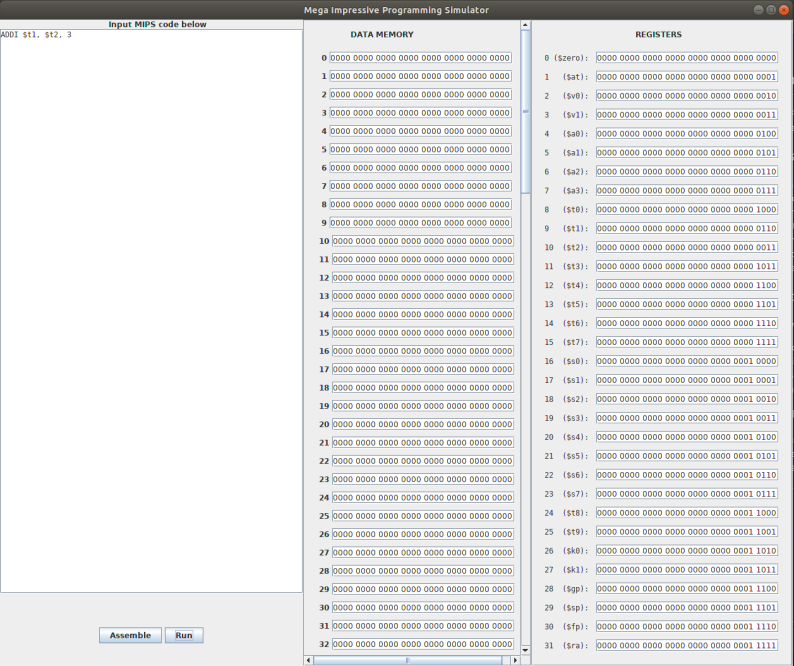 Mega Impressive Programming Simulator
Input MIPS code below
ADDI $t1, $t2, 3
Assemble
Run
DATA MEMORY
0 0000 0000 0000 0000 0000 0000 0000 0000
1 0000 0000 0000 0000 0000 0000 0000 0000
2 0000 0000 0000 0000 0000 0000 0000 0000
3 0000 0000 0000 0000 0000 0000 0000 0000
4 0000 0000 0000 0000 0000 0000 0000 0000
5 0000 0000 0000 0000 0000 0000 0000 0000
6 0000 0000 0000 0000 0000 0000 0000 0000
7 0000 0000 0000 0000 0000 0000 0000 0000
8 0000 0000 0000 0000 0000 0000 0000 0000
9 0000 0000 0000 0000 0000 0000 0000 0000
10 0000 0000 0000 0000 0000 0000 0000 0000
11 0000 0000 0000 0000 0000 0000 0000 0000
12 0000 0000 0000 0000 0000 0000 0000 0000
13 0000 0000 0000 0000 0000 0000 0000 0000
14 0000 0000 0000 0000 0000 0000 0000 0000
15 0000 0000 0000 0000 0000 0000 0000 0000
16 0000 0000 0000 0000 0000 0000 0000 0000
17 0000 0000 0000 0000 0000 0000 0000 0000
18 0000 0000 0000 0000 0000 0000 0000 0000
19 0000 0000 0000 0000 0000 0000 0000 0000
20 0000 0000 0000 0000 0000 0000 0000 0000
21 0000 0000 0000 0000 0000 0000 0000 0000
22 0000 0000 0000 0000 0000 0000 0000 0000
23 0000 0000 0000 0000 0000 0000 0000 0000
24 0000 0000 0000 0000 0000 0000 0000 0000
25 0000 0000 0000 0000 0000 0000 0000 0000
26 0000 0000 0000 0000 0000 0000 0000 0000
27 0000 0000 0000 0000 0000 0000 0000 0000
28 0000 0000 0000 0000 0000 0000 0000 0000
29 0000 0000 0000 0000 0000 0000 0000 0000
30 0000 0000 0000 0000 0000 0000 0000 0000
31 0000 0000 0000 0000 0000 0000 0000 0000
32 0000 0000 0000 0000 0000 0000 0000 0000
REGISTERS
0 ($zero): 0000 0000 0000 0000 0000 0000 0000 0000
1 ($at): 0000 0000 0000 0000 0000 0000 0000 0001
2 ($v0): 0000 0000 0000 0000 0000 0000 0000 0010
3 ($v1): 0000 0000 0000 0000 0000 0000 0000 0011
4 ($a0): 0000 0000 0000 0000 0000 0000 0000 0100
5 ($a1): 0000 0000 0000 0000 0000 0000 0000 0101
6 ($a2): 0000 0000 0000 0000 0000 0000 0000 0110
7 ($a3): 0000 0000 0000 0000 0000 0000 0000 0111
8 ($t0): 0000 0000 0000 0000 0000 0000 0000 1000
9 ($t1): 0000 0000 0000 0000 0000 0000 0000 0110
10 ($t2): 0000 0000 0000 0000 0000 0000 0000 0011
11 ($t3): 0000 0000 0000 0000 0000 0000 0000 1011
12 ($t4): 0000 0000 0000 0000 0000 0000 0000 1100
13 ($t5): 0000 0000 0000 0000 0000 0000 0000 1101
14 ($t6): 0000 0000 0000 0000 0000 0000 0000 1110
15 ($t7): 0000 0000 0000 0000 0000 0000 0000 1111
16 ($s0): 0000 0000 0000 0000 0000 0000 0001 0000
17 ($s1): 0000 0000 0000 0000 0000 0000 0001 0001
18 ($s2): 0000 0000 0000 0000 0000 0000 0001 0010
19 ($s3): 0000 0000 0000 0000 0000 0000 0001 0011
20 ($s4): 0000 0000 0000 0000 0000 0000 0001 0100
21 ($s5): 0000 0000 0000 0000 0000 0000 0001 0101
22 ($s6): 0000 0000 0000 0000 0000 0000 0001 0110
23 ($s7): 0000 0000 0000 0000 0000 0000 0001 0111
24 ($t8): 0000 0000 0000 0000 0000 0000 0001 1000
25 ($t9): 0000 0000 0000 0000 0000 0000 0001 1001
26 ($k0): 0000 0000 0000 0000 0000 0000 0001 1010
27 ($k1): 0000 0000 0000 0000 0000 0000 0001 1011
28 ($gp): 0000 0000 0000 0000 0000 0000 0001 1100
29 ($sp): 0000 0000 0000 0000 0000 0000 0001 1101
30 ($fp): 0000 0000 0000 0000 0000 0000 0001 1110
31 ($ra): 0000 0000 0000 0000 0000 0000 0001 1111